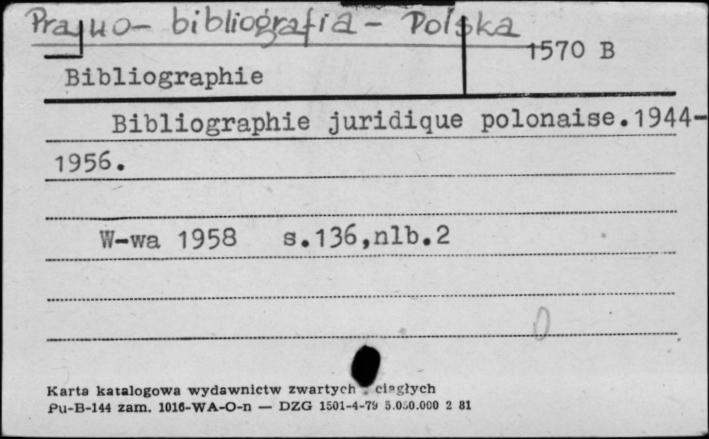 Prawo - bibliografia - Polska
1570 B
Bibliographie
Bibliographie juridique polonaise.1944-
1956.
W-wa 1958 s.136,nlb.2
Karta katalogowa wydawnictw zwartych i ciągłych
Pu-B-144 zam. 1016-WA-O-n — DZG 1501-4-79 5.050.000 2 81